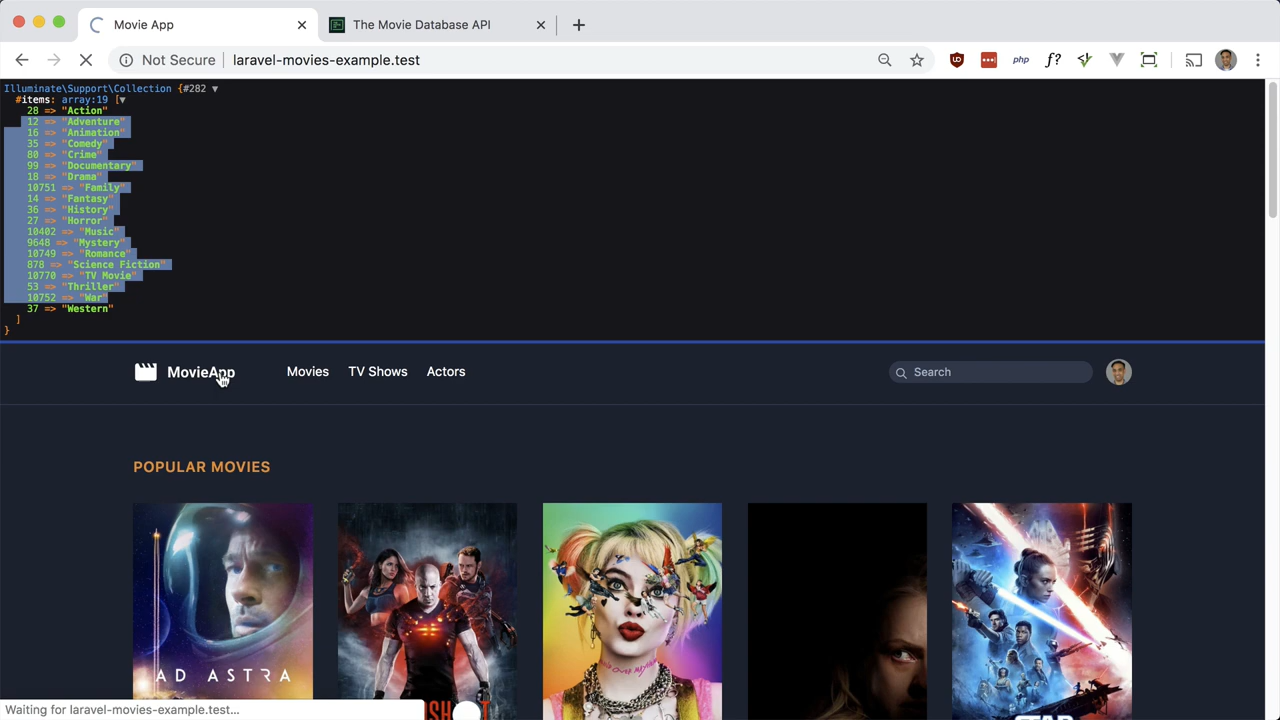 Movie App
The Movie Database API
Not Secure
laravel-movies-example.test
php
f?
Illuminate\Support\Collection {#282 ▼
#items: array:19 [▼
28 => "Action"
12 => "Adventure"
16 => "Animation"
35 => "Comedy"
80 => "Crime"
99 => "Documentary"
18 => "Drama"
10751 => "Family"
14 => "Fantasy"
36 => "History"
27 => "Horror"
10402 => "Music"
9648 => "Mystery"
10749 => "Romance"
878 => "Science Fiction"
10770 => "TV Movie"
53 => "Thriller"
10752 => "War"
37 => "Western"
]
}
MovieApp
Movies
TV Shows
Actors
Search
POPULAR MOVIES
AD ASTRA
Waiting for laravel-movies-example.test...